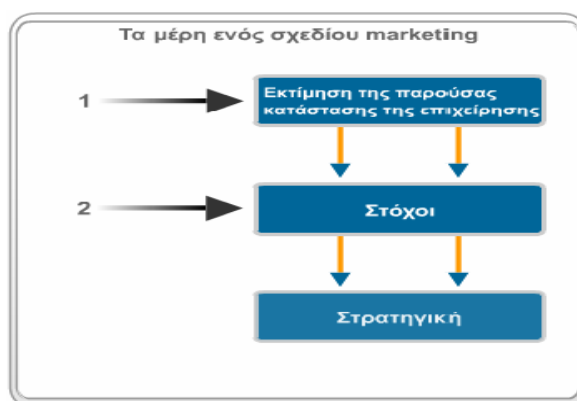 Τα μέρη ενός σχεδίου marketing
1
Εκτίμηση της παρούσας
κατάστασης της επιχείρησης
2
Στόχοι
Στρατηγική